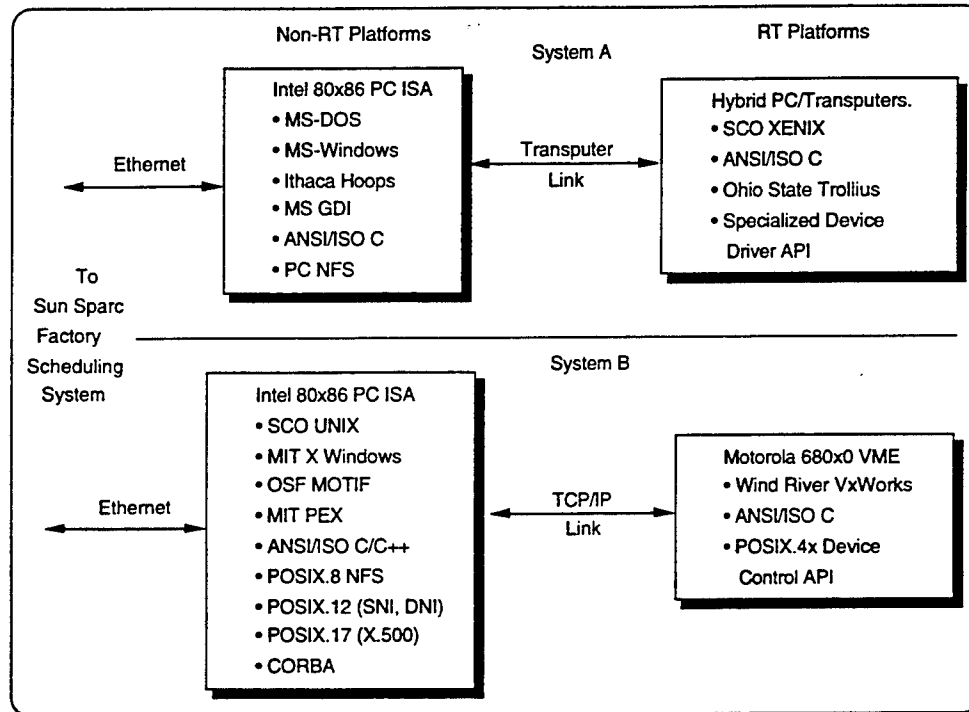 Non-RT Platforms
RT Platforms
System A
Intel 80x86 PC ISA
• MS-DOS
• MS-Windows
• Ithaca Hoops
• MS GDI
• ANSI/ISO C
• PC NFS
Ethernet
Transputer
Link
Hybrid PC/Transputers.
• SCO XENIX
• ANSI/ISO C
• Ohio State Trollius
• Specialized Device
Driver API
To
Sun Sparc
Factory
Scheduling
System
System B
Intel 80x86 PC ISA
• SCO UNIX
• MIT X Windows
• OSF MOTIF
• MIT PEX
• ANSI/ISO C/C++
• POSIX.8 NFS
• POSIX.12 (SNI, DNI)
• POSIX.17 (X.500)
• CORBA
Ethernet
TCP/IP
Link
Motorola 680x0 VME
• Wind River VxWorks
• ANSI/ISO C
• POSIX.4x Device
Control API